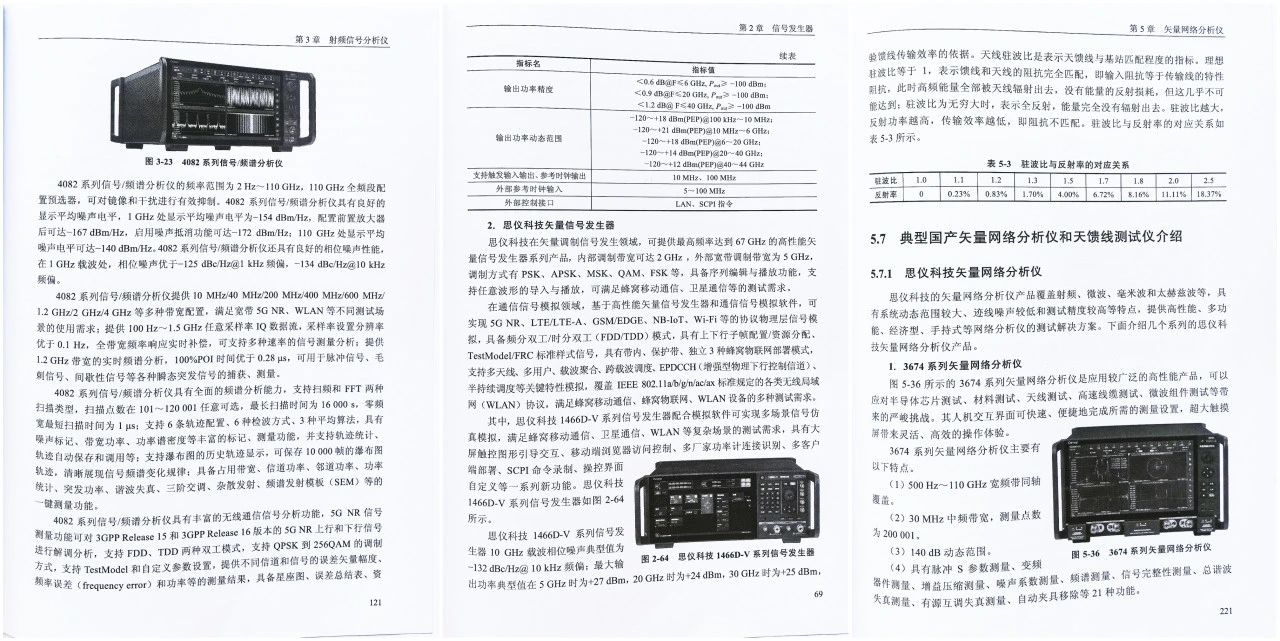 第3章 射频信号分析仪
图 3-23 4082 系列信号/频谱分析仪
4082 系列信号/频谱分析仪的频率范围为 2 Hz～110 GHz，110 GHz 全频段配
置预选器，可对镜像和干扰进行有效抑制。4082 系列信号/频谱分析仪具有良好的
显示平均噪声电平，1 GHz 处显示平均噪声电平为−154 dBm/Hz，配置前置放大器
后可达−167 dBm/Hz，启用噪声抵消功能可达−172 dBm/Hz；110 GHz 处显示平均
噪声电平可达−140 dBm/Hz。4082 系列信号/频谱分析仪还具有良好的相位噪声性能，
在 1 GHz 载波处，相位噪声优于−125 dBc/Hz@1 kHz 频偏，−134 dBc/Hz@10 kHz
频偏。
4082 系列信号/频谱分析仪提供 10 MHz/40 MHz/200 MHz/400 MHz/600 MHz/
1.2 GHz/2 GHz/4 GHz 等多种带宽配置，满足宽带 5G NR、WLAN 等不同测试场
景的使用需求；提供 100 Hz～1.5 GHz 任意采样率 IQ 数据流，采样率设置分辨率
优于 0.1 Hz，全带宽频率响应实时补偿，可支持多种速率的信号测量分析；提供
1.2 GHz 带宽的实时频谱分析，100%POI 时间优于 0.28 μs，可用于脉冲信号、毛
刺信号、间歇性信号等各种瞬态突发信号的捕获、测量。
4082 系列信号/频谱分析仪具有全面的频谱分析能力，支持扫频和 FFT 两种
扫描类型，扫描点数在 101～120 001 任意可选，最长扫描时间为 16 000 s，零频
宽最短扫描时间为 1 μs；支持 6 条轨迹配置、6 种检波方式、3 种平均算法，具有
噪声标记、带宽功率、功率谱密度等丰富的标记、测量功能，并支持轨迹统计、
轨迹自动保存和调用等；支持瀑布图的历史轨迹显示，可保存 10 000 帧的瀑布图
轨迹，清晰展现信号频谱变化规律；具备占用带宽、信道功率、邻道功率、功率
统计、突发功率、谐波失真、三阶交调、杂散发射、频谱发射模板（SEM）等的
一键测量功能。
4082 系列信号/频谱分析仪具有丰富的无线通信信号分析功能，5G NR 信号
测量功能可对 3GPP Release 15 和 3GPP Release 16 版本的 5G NR 上行和下行信号
进行解调分析，支持 FDD、TDD 两种双工模式，支持 QPSK 到 256QAM 的调制
方式，支持 TestModel 和自定义参数设置，提供不同信道和信号的误差矢量幅度、
频率误差（frequency error）和功率等的测量结果，具备星座图、误差总结表、资
121
第2章 信号发生器
续表
指标名 指标值
输出功率精度
<0.6 dB@F≤6 GHz, Pout≥ −100 dBm；
<0.9 dB@F≤20 GHz, Pout≥ −100 dBm；
<1.2 dB@ F≤40 GHz, Pout≥ −100 dBm
输出功率动态范围
−120～+18 dBm(PEP)@100 kHz～10 MHz；
−120～+21 dBm(PEP)@10 MHz～6 GHz；
−120～+18 dBm(PEP)@6～20 GHz；
−120～+14 dBm(PEP)@20～40 GHz；
−120～+12 dBm(PEP)@40～44 GHz
支持触发输入输出、参考时钟输出 10 MHz、100 MHz
外部参考时钟输入 5～100 MHz
外部控制接口 LAN、SCPI 指令
2．思仪科技矢量信号发生器
思仪科技在矢量调制信号发生领域，可提供最高频率达到 67 GHz 的高性能矢
量信号发生器系列产品，内部调制带宽可达 2 GHz ，外部宽带调制带宽为 5 GHz，
调制方式有 PSK、APSK、MSK、QAM、FSK 等，具备序列编辑与播放功能，支
持任意波形的导入与播放，可满足蜂窝移动通信、卫星通信等的测试需求。
在通信信号模拟领域，基于高性能矢量信号发生器和通信信号模拟软件，可
实现 5G NR、LTE/LTE-A、GSM/EDGE、NB-IoT、Wi-Fi 等的协议物理层信号模
拟，具备频分双工/时分双工（FDD/TDD）模式，具有上下行子帧配置/资源分配、
TestModel/FRC 标准样式信号，具有带内、保护带、独立 3 种蜂窝物联网部署模式，
支持多天线、多用户、载波聚合、跨载波调度、EPDCCH（增强型物理下行控制信道）、
半持续调度等关键特性模拟，覆盖 IEEE 802.11a/b/g/n/ac/ax 标准规定的各类无线局域
网（WLAN）协议，满足蜂窝移动通信、蜂窝物联网、WLAN 设备的多种测试需求。
其中，思仪科技 1466D-V 系列信号发生器配合模拟软件可实现多场景信号仿
真模拟，满足蜂窝移动通信、卫星通信、WLAN 等复杂场景的测试需求，具有大
屏触控图形引导交互、移动端浏览器访问控制、多厂家功率计连接识别、多客户
端部署、SCPI 命令录制、操控界面
自定义等一系列新功能。思仪科技
1466D-V 系列信号发生器如图 2-64
所示。
思仪科技 1466D-V 系列信号发
生器 10 GHz 载波相位噪声典型值为
−132 dBc/Hz@ 10 kHz 频偏；最大输
图 2-64 思仪科技 1466D-V 系列信号发生器
出功率典型值在 5 GHz 时为+27 dBm，20 GHz 时为+24 dBm，30 GHz 时为+25 dBm，
69
第5章 矢量网络分析仪
验馈线传输效率的依据。天线驻波比是表示天馈线与基站匹配程度的指标。理想
驻波比等于 1，表示馈线和天线的阻抗完全匹配，即输入阻抗等于传输线的特性
阻抗，此时高频能量全部被天线辐射出去，没有能量的反射损耗，但这几乎不可
能达到；驻波比为无穷大时，表示全反射，能量完全没有辐射出去。驻波比越大，
反射功率越高，传输效率越低，即阻抗不匹配。驻波比与反射率的对应关系如
表 5-3 所示。
表 5-3 驻波比与反射率的对应关系
驻波比 1.0 1.1 1.2 1.3 1.5 1.7 1.8 2.0 2.5
反射率 0 0.23% 0.83% 1.70% 4.00% 6.72% 8.16% 11.11% 18.37%
5.7 典型国产矢量网络分析仪和天馈线测试仪介绍
5.7.1 思仪科技矢量网络分析仪
思仪科技的矢量网络分析仪产品覆盖射频、微波、毫米波和太赫兹波等，具
有系统动态范围较大、迹线噪声较低和测试精度较高等特点，提供高性能、多功
能、经济型、手持式等网络分析仪的测试解决方案。下面介绍几个系列的思仪科
技矢量网络分析仪产品。
1. 3674 系列矢量网络分析仪
图 5-36 所示的 3674 系列矢量网络分析仪是应用较广泛的高性能产品，可以
应对半导体芯片测试、材料测试、天线测试、高速线缆测试、微波组件测试等带
来的严峻挑战。其人机交互界面可快速、便捷地完成所需的测量设置，超大触摸
屏带来灵活、高效的操作体验。
3674 系列矢量网络分析仪主要有
以下特点。
（1）500 Hz～110 GHz 宽频带同轴
覆盖。
（2）30 MHz 中频带宽，测量点数
为 200 001。
（3）140 dB 动态范围。
图 5-36 3674 系列矢量网络分析仪
（4）具有脉冲 S 参数测量、变频
器件测量、增益压缩测量、噪声系数测量、频谱测量、信号完整性测量、总谐波
失真测量、有源互调失真测量、自动夹具移除等 21 种功能。
221